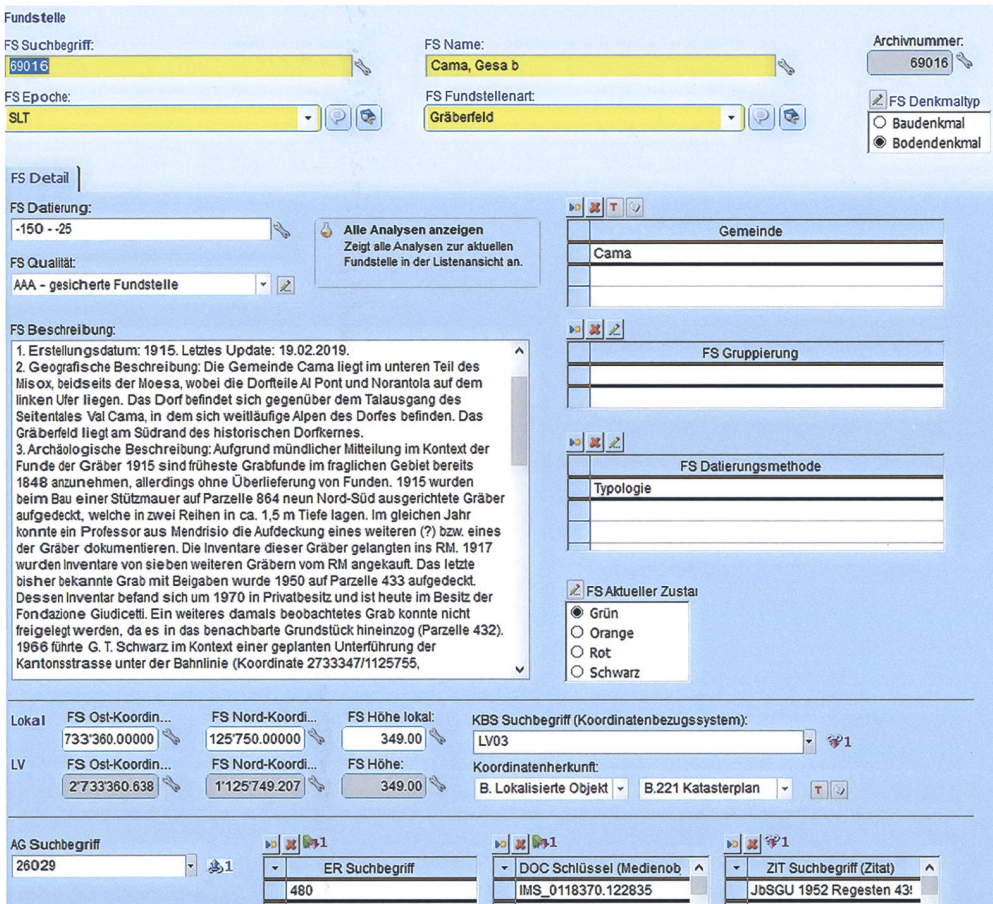 Fundstelle
FS Suchbegriff:
69016
FS Name:
Cama, Gesa b
Archivnummer:
69016
FS Epoche:
SLT
FS Fundstellenart:
Gräberfeld
FS Denkmaltyp
Baudenkmal
Bodendenkmal
FS Detail
FS Datierung:
-150 - -25
Alle Analysen anzeigen
Zeigt alle Analysen zur aktuellen
Fundstelle in der Listenansicht an.
FS Qualität:
AAA - gesicherte Fundstelle
T
Gemeinde
Cama
FS Beschreibung:
1. Erstellungsdatum: 1915. Letztes Update: 19.02.2019.
2. Geografische Beschreibung: Die Gemeinde Cama liegt im unteren Teil des
Misox, beidseits der Moesa, wobei die Dorfteile Al Pont und Norantola auf dem
linken Ufer liegen. Das Dorf befindet sich gegenüber dem Talausgang des
Seitentales Val Cama, in dem sich weitläufige Alpen des Dorfes befinden. Das
Gräberfeld liegt am Südrand des historischen Dorfkernes.
3. Archäologische Beschreibung: Aufgrund mündlicher Mitteilung im Kontext der
Funde der Gräber 1915 sind früheste Grabfunde im fraglichen Gebiet bereits
1848 anzunehmen, allerdings ohne Überlieferung von Funden. 1915 wurden
beim Bau einer Stützmauer auf Parzelle 864 neun Nord-Süd ausgerichtete Gräber
aufgedeckt, welche in zwei Reihen in ca. 1,5 m Tiefe lagen. Im gleichen Jahr
konnte ein Professor aus Mendrisio die Aufdeckung eines weiteren (?) bzw. eines
der Gräber dokumentieren. Die Inventare dieser Gräber gelangten ins RM. 1917
wurden Inventare von sieben weiteren Gräbern vom RM angekauft. Das letzte
bisher bekannte Grab mit Beigaben wurde 1950 auf Parzelle 433 aufgedeckt.
Dessen Inventar befand sich um 1970 in Privatbesitz und ist heute im Besitz der
Fondazione Giudicetti. Ein weiteres damals beobachtetes Grab konnte nicht
freigelegt werden, da es in das benachbarte Grundstück hineinzog (Parzelle 432).
1966 führte G. T. Schwarz im Kontext einer geplanten Unterführung der
Kantonsstrasse unter der Bahnlinie (Koordinate 2733347/1125755,
FS Gruppierung
FS Datierungsmethode
Typologie
FS Aktueller Zustai
Grün
Orange
Rot
Schwarz
Lokal
FS Ost-Koordin...
733'360.00000
FS Nord-Koordi...
125'750.00000
FS Höhe lokal:
349.00
KBS Suchbegriff (Koordinatenbezugssystem):
LV03
1
LV
FS Ost-Koordin...
2'733'360.638
FS Nord-Koordi...
1'125'749.207
FS Höhe:
349.00
Koordinatenherkunft:
B. Lokalisierte Objekt
B.221 Katasterplan
T
AG Suchbegriff
26029
1
1
ER Suchbegriff
480
1
DOC Schlüssel (Medienob
IMS_0118370.122835
1
ZIT Suchbegriff (Zitat)
JbSGU 1952 Regesten 43